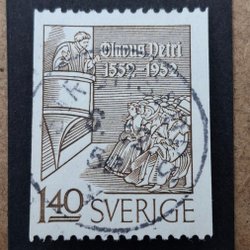 Olavus Petri
1552-1952
1.40 SVERIGE